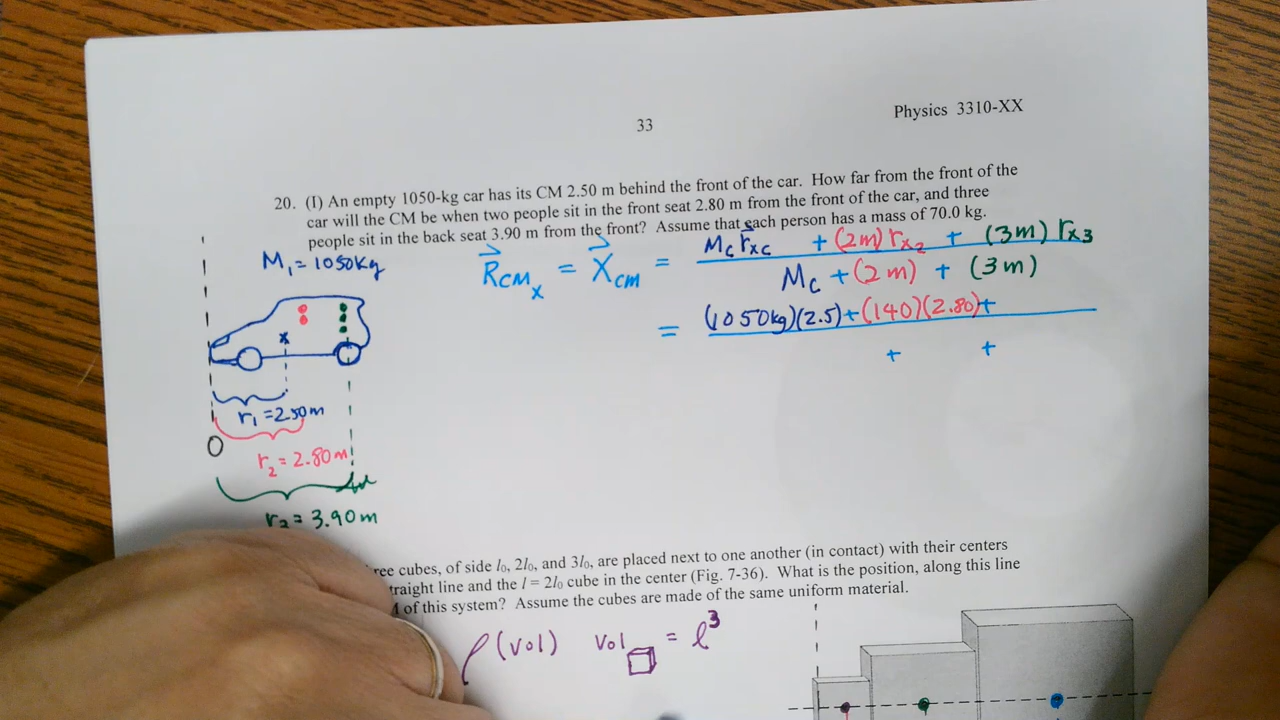 Physics 3310-XX
33
20. (I) An empty 1050-kg car has its CM 2.50 m behind the front of the car. How far from the front of the
car will the CM be when two people sit in the front seat 2.80 m from the front of the car, and three
people sit in the back seat 3.90 m from the front? Assume that each person has a mass of 70.0 kg.
M₁ = 1050kg
R⃗CMₓ = X⃗CM = (M_C r_XC + (2m) r_X2 + (3m) r_X3) / (M_C + (2m) + (3m))
= (1050kg)(2.5)+(140)(2.80)+
+ +
x
r₁ = 2.50m
O
r₂ = 2.80m
r₃ = 3.90m
ree cubes, of side l₀, 2l₀, and 3l₀, are placed next to one another (in contact) with their centers
traight line and the l = 2l₀ cube in the center (Fig. 7-36). What is the position, along this line
of this system? Assume the cubes are made of the same uniform material.
ρ(vol) vol = l³